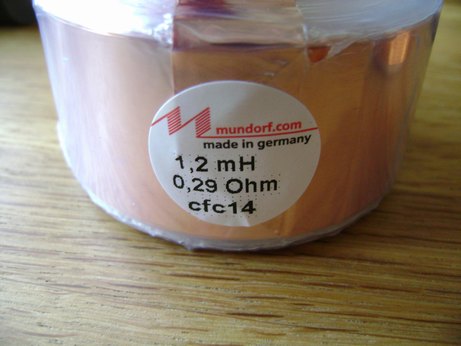 mundorf.com
made in germany
1,2 mH
0,29 Ohm
cfc14